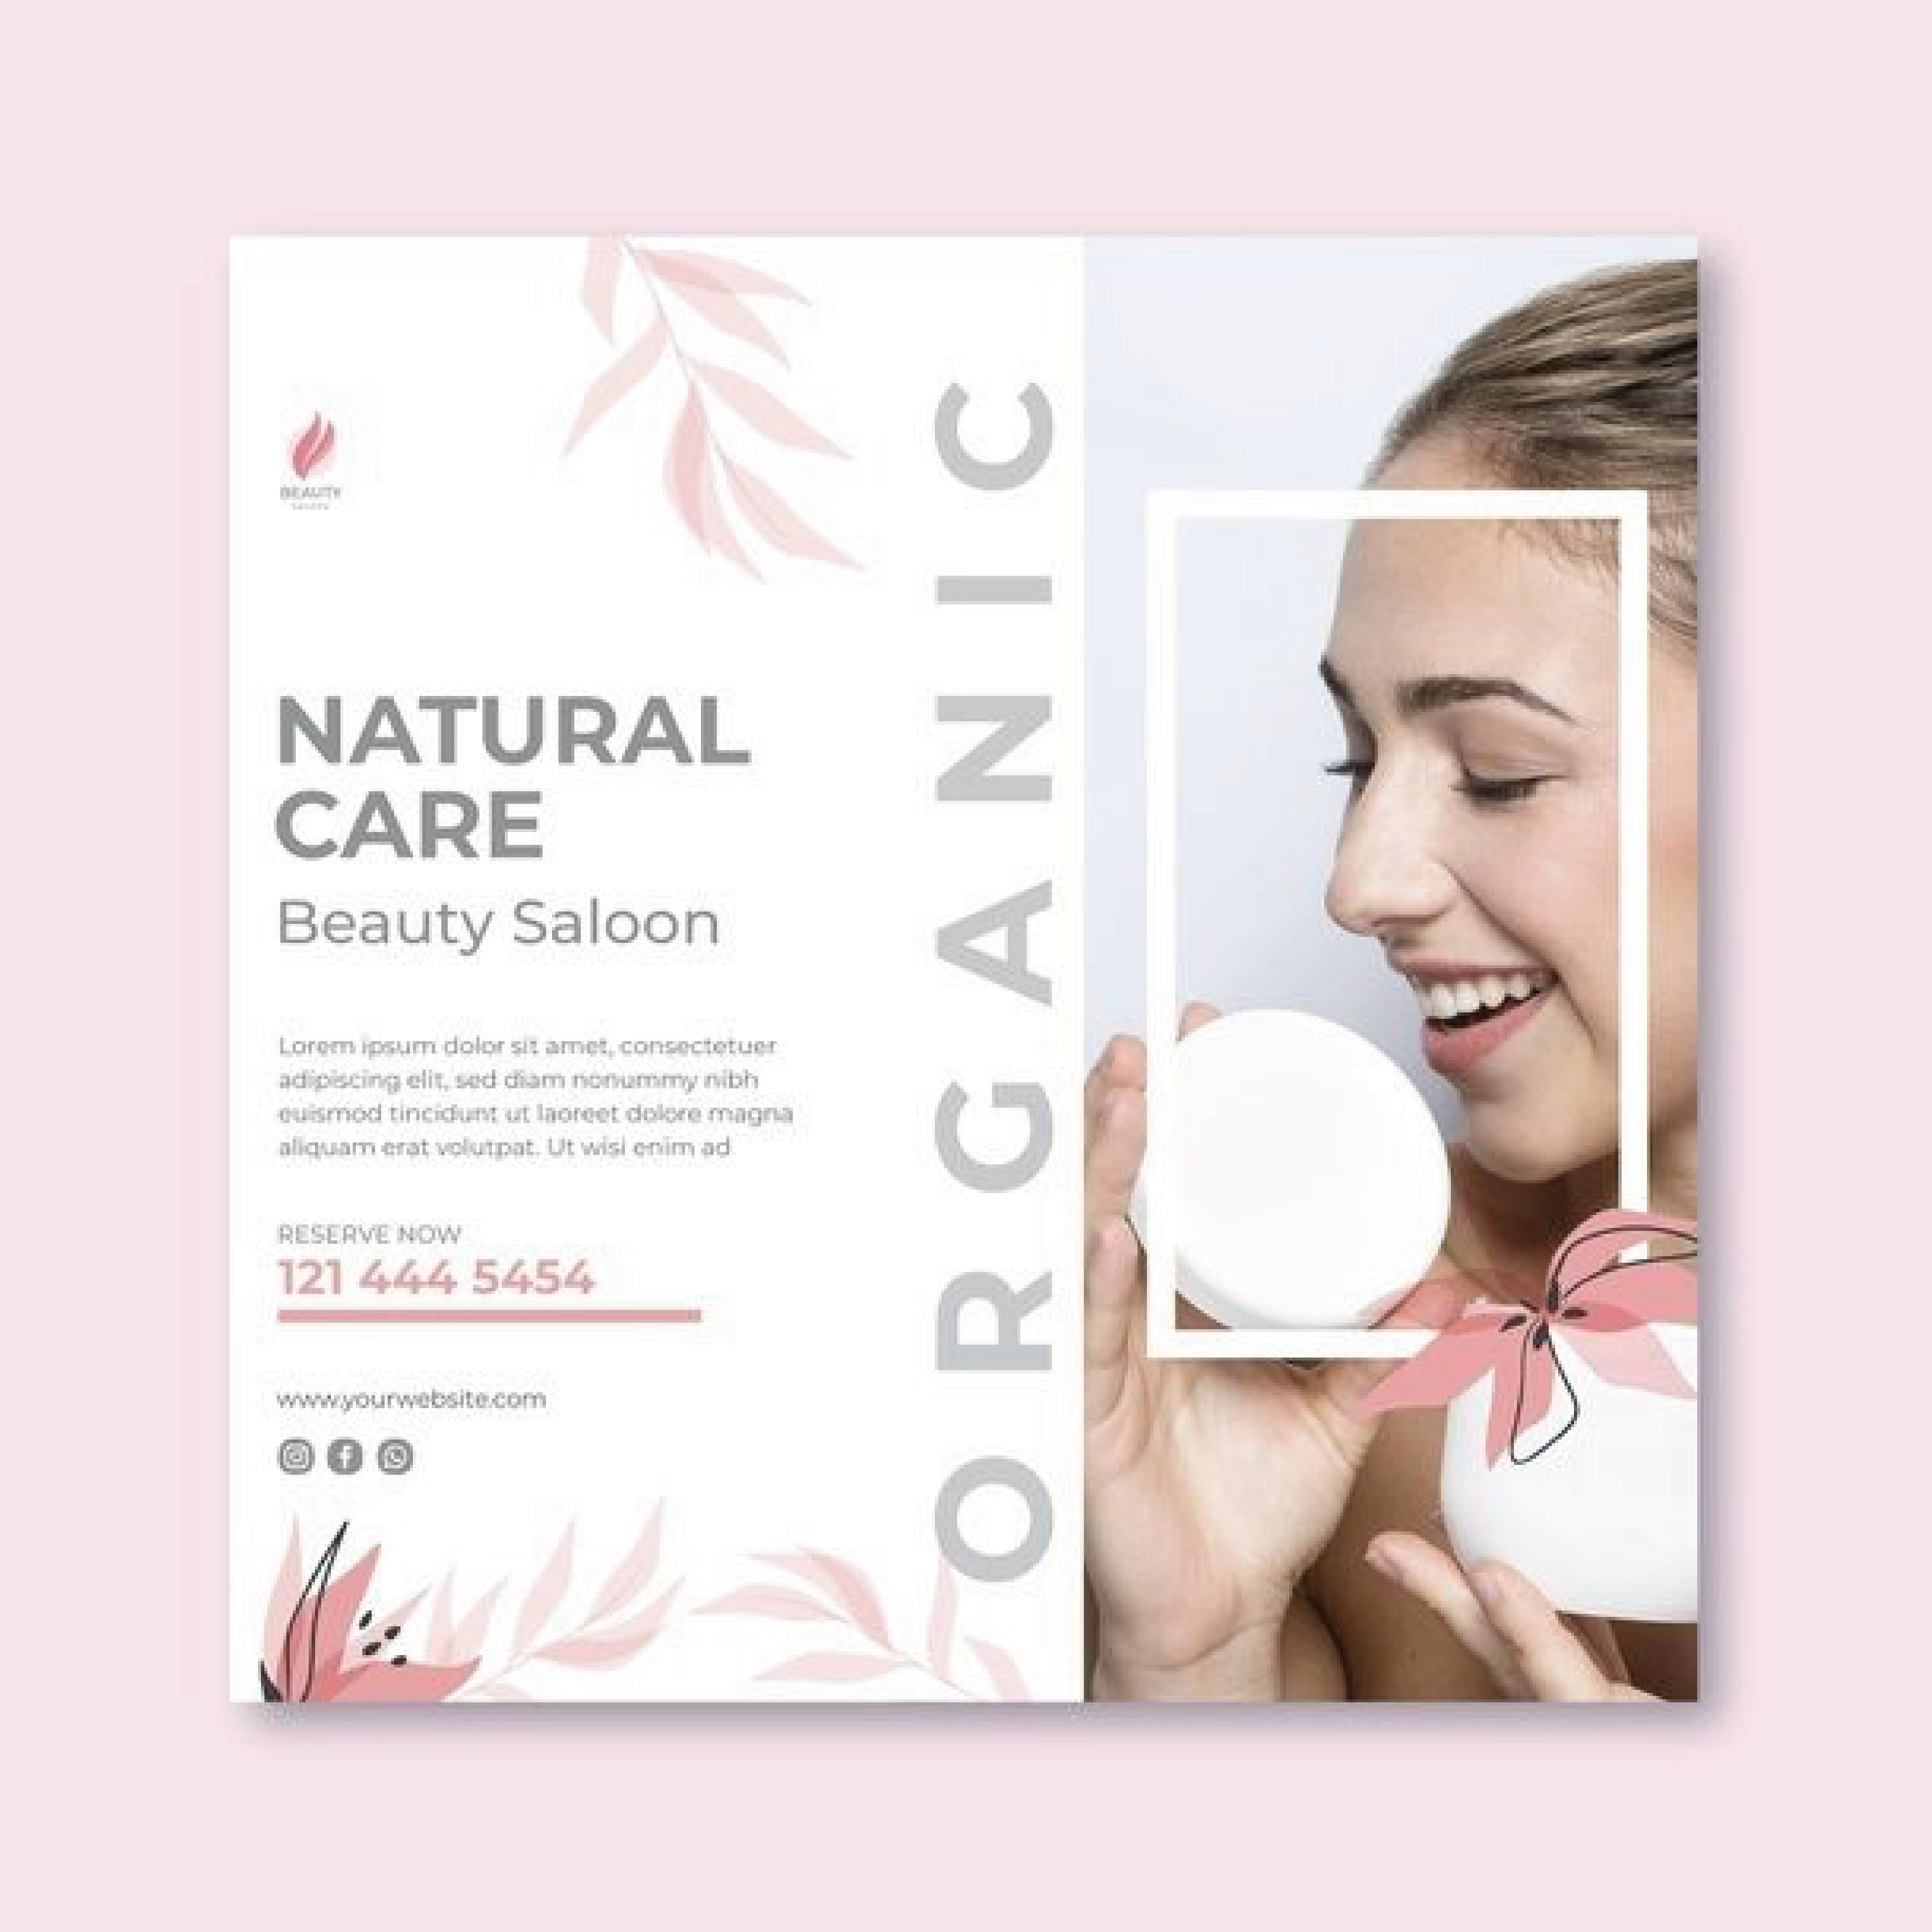 BEAUTY
NATURAL
CARE
Beauty Saloon
Lorem ipsum dolor sit amet, consectetuer
adipiscing elit, sed diam nonummy nibh
euismod tincidunt ut laoreet dolore magna
aliquam erat volutpat. Ut wisi enim ad
RESERVE NOW
121 444 5454
www.yourwebsite.com
ORGANIC